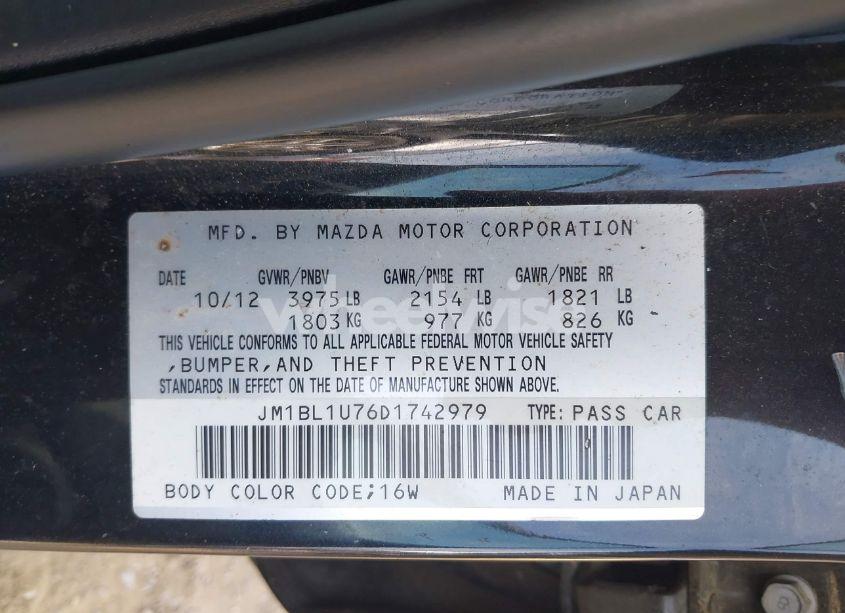 MFD. BY MAZDA MOTOR CORPORATION
DATE GVWR/PNBV GAWR/PNBE FRT GAWR/PNBE RR
10/12 3975 LB 2154 LB 1821 LB
1803 KG 977 KG 826 KG
THIS VEHICLE CONFORMS TO ALL APPLICABLE FEDERAL MOTOR VEHICLE SAFETY
,BUMPER,AND THEFT PREVENTION
STANDARDS IN EFFECT ON THE DATE OF MANUFACTURE SHOWN ABOVE.
JM1BL1U76D1742979 TYPE: PASS CAR
BODY COLOR CODE;16W MADE IN JAPAN